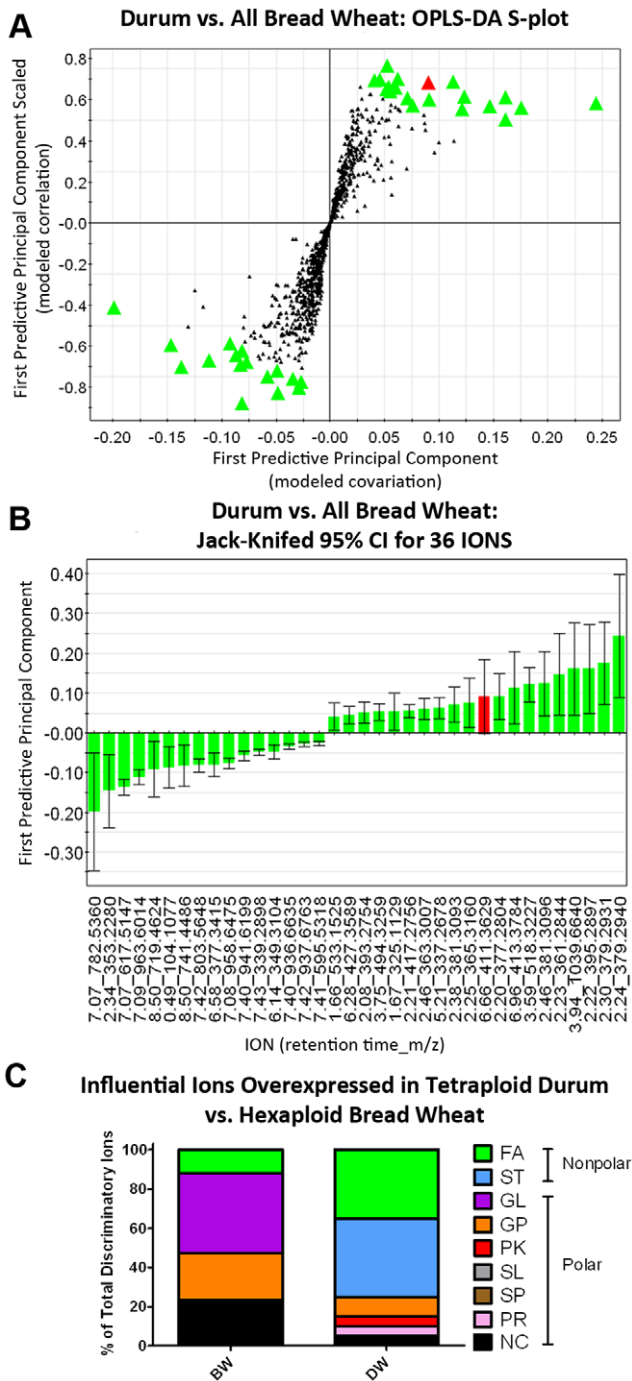 A
Durum vs. All Bread Wheat: OPLS-DA S-plot
First Predictive Principal Component Scaled
(modeled correlation)
0.8
0.6
0.4
0.2
-0.0
-0.2
-0.4
-0.6
-0.8
-0.20 -0.15 -0.10 -0.05 -0.00 0.05 0.10 0.15 0.20 0.25
First Predictive Principal Component
(modeled covariation)
B
Durum vs. All Bread Wheat:
Jack-Knifed 95% CI for 36 IONS
First Predictive Principal Component
0.40
0.30
0.20
0.10
-0.00
-0.10
-0.20
-0.30
7.07_782.5360
2.34_353.2280
7.07_617.5147
7.09_963.6014
8.50_719.4624
0.49_104.1077
8.50_741.4486
7.42_803.5648
6.58_377.3415
7.08_958.6475
7.40_941.6199
7.43_339.2898
6.14_349.3104
7.40_936.6635
7.42_937.6763
7.41_595.5318
1.68_533.1525
6.28_427.3589
2.08_393.2754
3.75_494.3259
1.67_325.1129
2.21_417.2756
2.46_363.3007
5.21_337.2678
2.38_381.3093
2.25_365.3160
6.66_411.3629
2.20_377.2804
6.96_413.3784
3.59_518.3227
2.46_381.3096
2.23_361.2844
3.94_1039.6640
2.22_395.2897
2.30_379.2931
2.24_379.2940
ION (retention time_m/z)
C
Influential Ions Overexpressed in Tetraploid Durum
vs. Hexaploid Bread Wheat
% of Total Discriminatory Ions
100
80
60
40
20
0
BW
DW
FA
ST
GL
GP
PK
SL
SP
PR
NC
Nonpolar
Polar